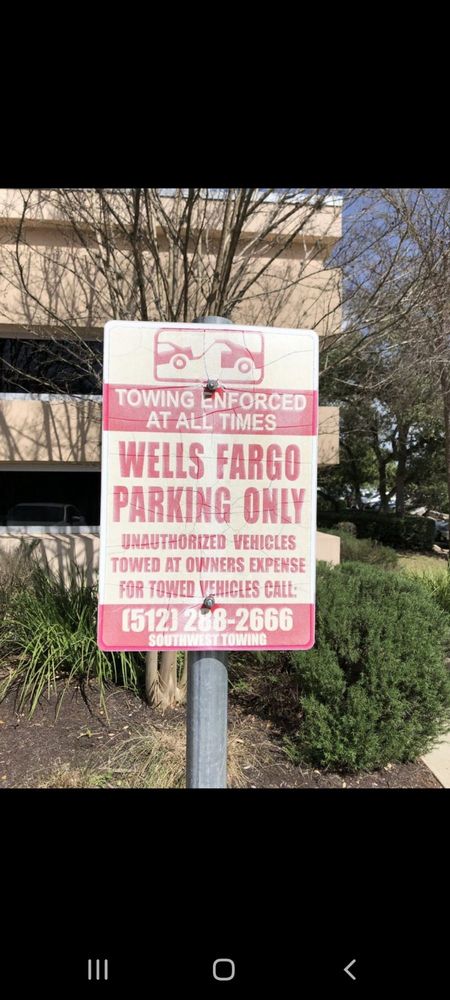 TOWING ENFORCED
AT ALL TIMES
WELLS FARGO
PARKING ONLY
UNAUTHORIZED VEHICLES
TOWED AT OWNERS EXPENSE
FOR TOWED VEHICLES CALL:
(512) 288-2666
SOUTHWEST TOWING